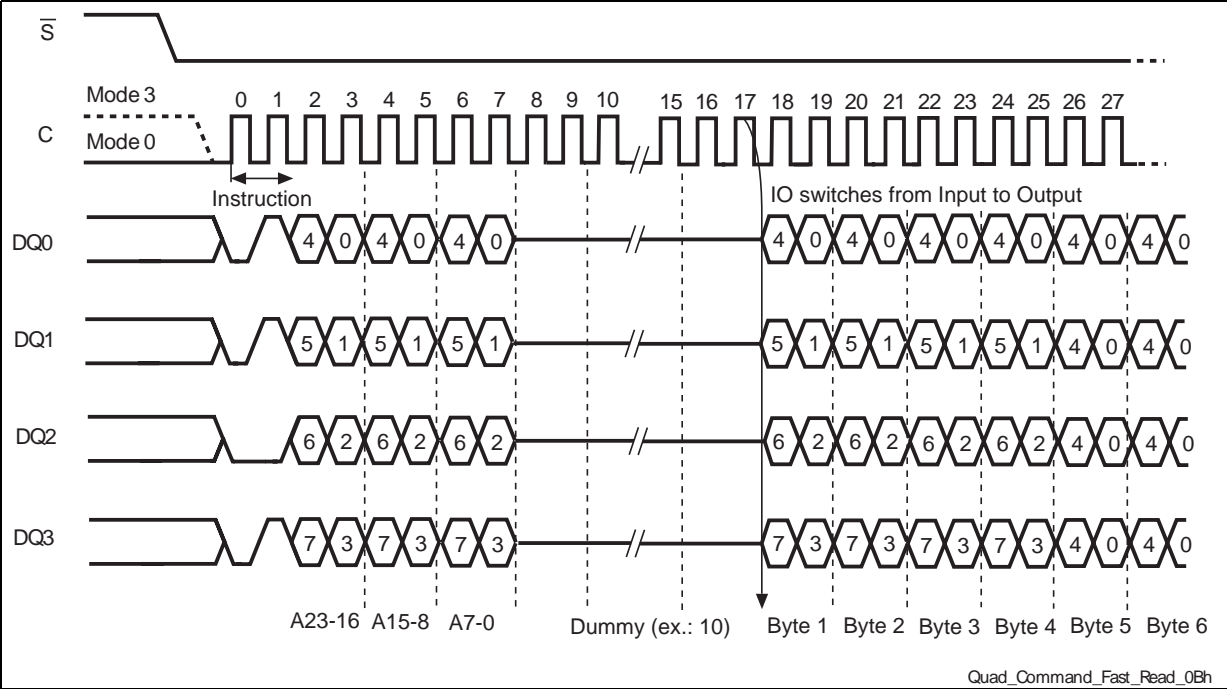 S
Mode 3
0 1 2 3 4 5 6 7 8 9 10 15 16 17 18 19 20 21 22 23 24 25 26 27
C
Mode 0
Instruction
IO switches from Input to Output
DQ0 4 0 4 0 4 0 4 0 4 0 4 0 4 0 4 0 4 0
DQ1 5 1 5 1 5 1 5 1 5 1 5 1 5 1 4 0 4 0
DQ2 6 2 6 2 6 2 6 2 6 2 6 2 6 2 4 0 4 0
DQ3 7 3 7 3 7 3 7 3 7 3 7 3 7 3 4 0 4 0
A23-16 A15-8 A7-0 Dummy (ex.: 10) Byte 1 Byte 2 Byte 3 Byte 4 Byte 5 Byte 6
Quad_Command_Fast_Read_0Bh